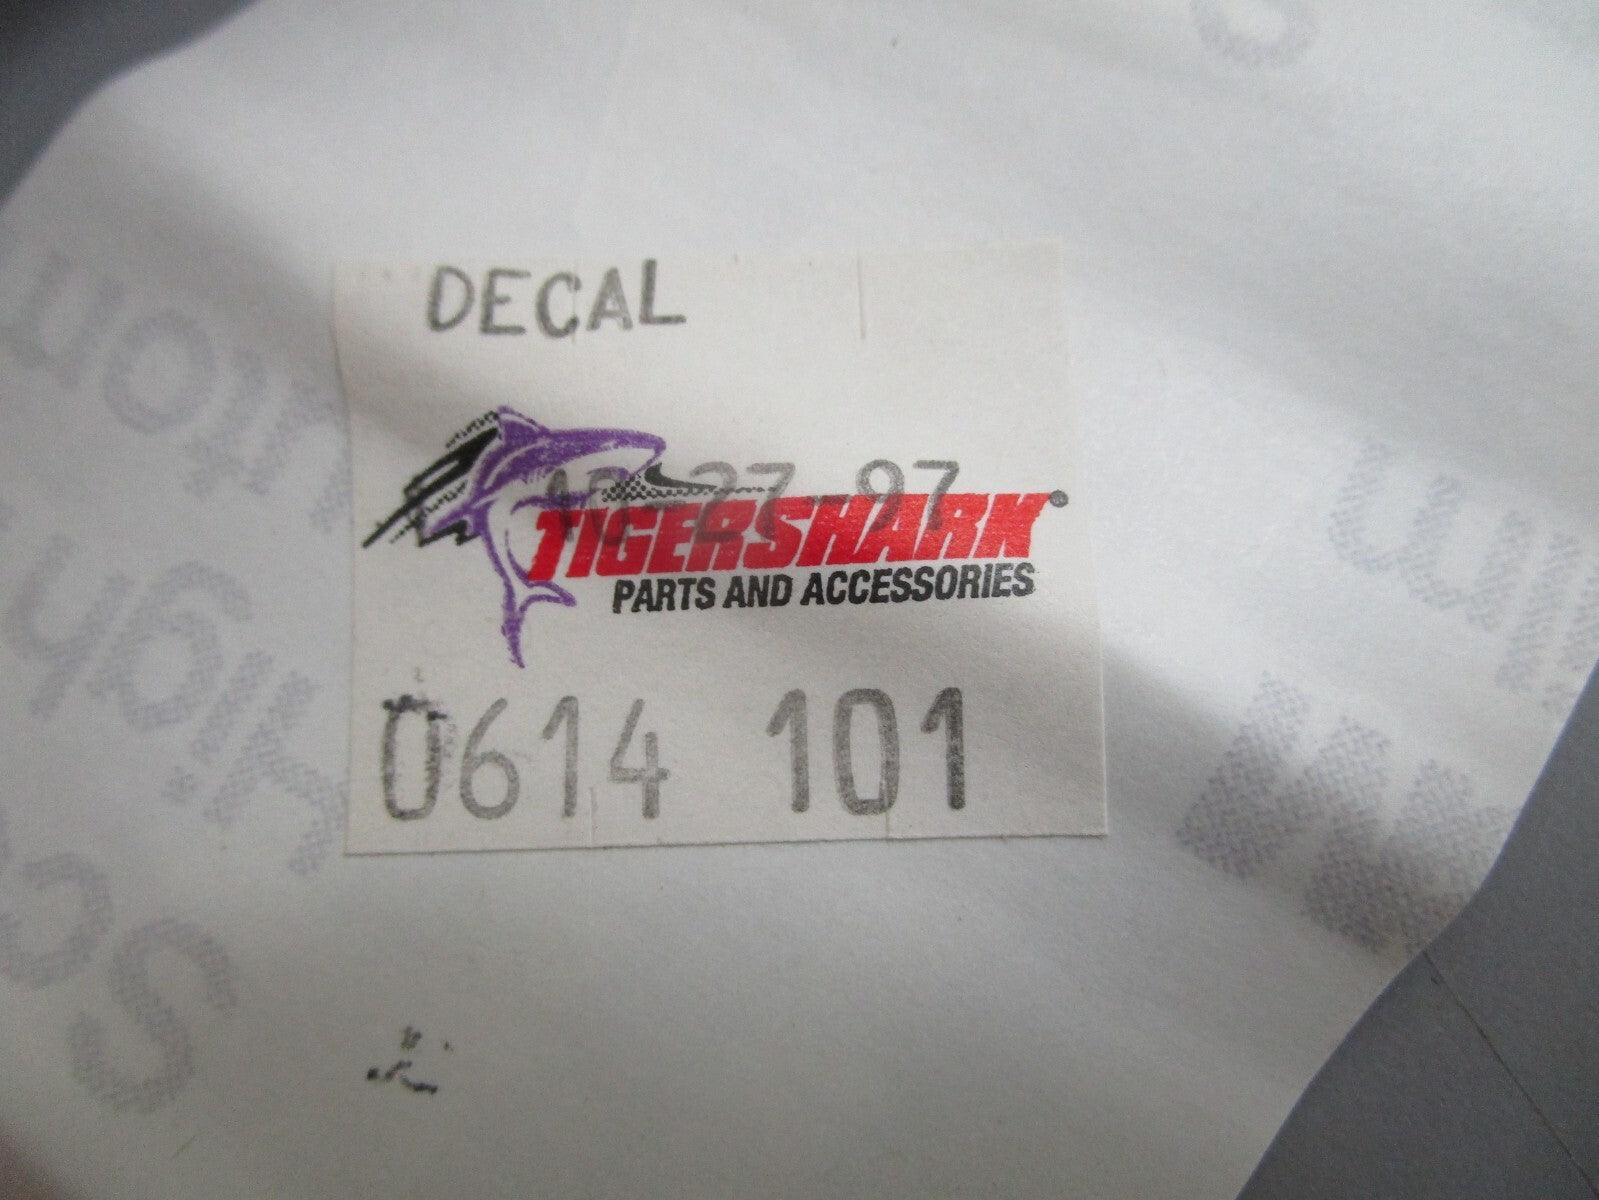 DECAL
10-27-97
TIGERSHARK
PARTS AND ACCESSORIES
0614 101